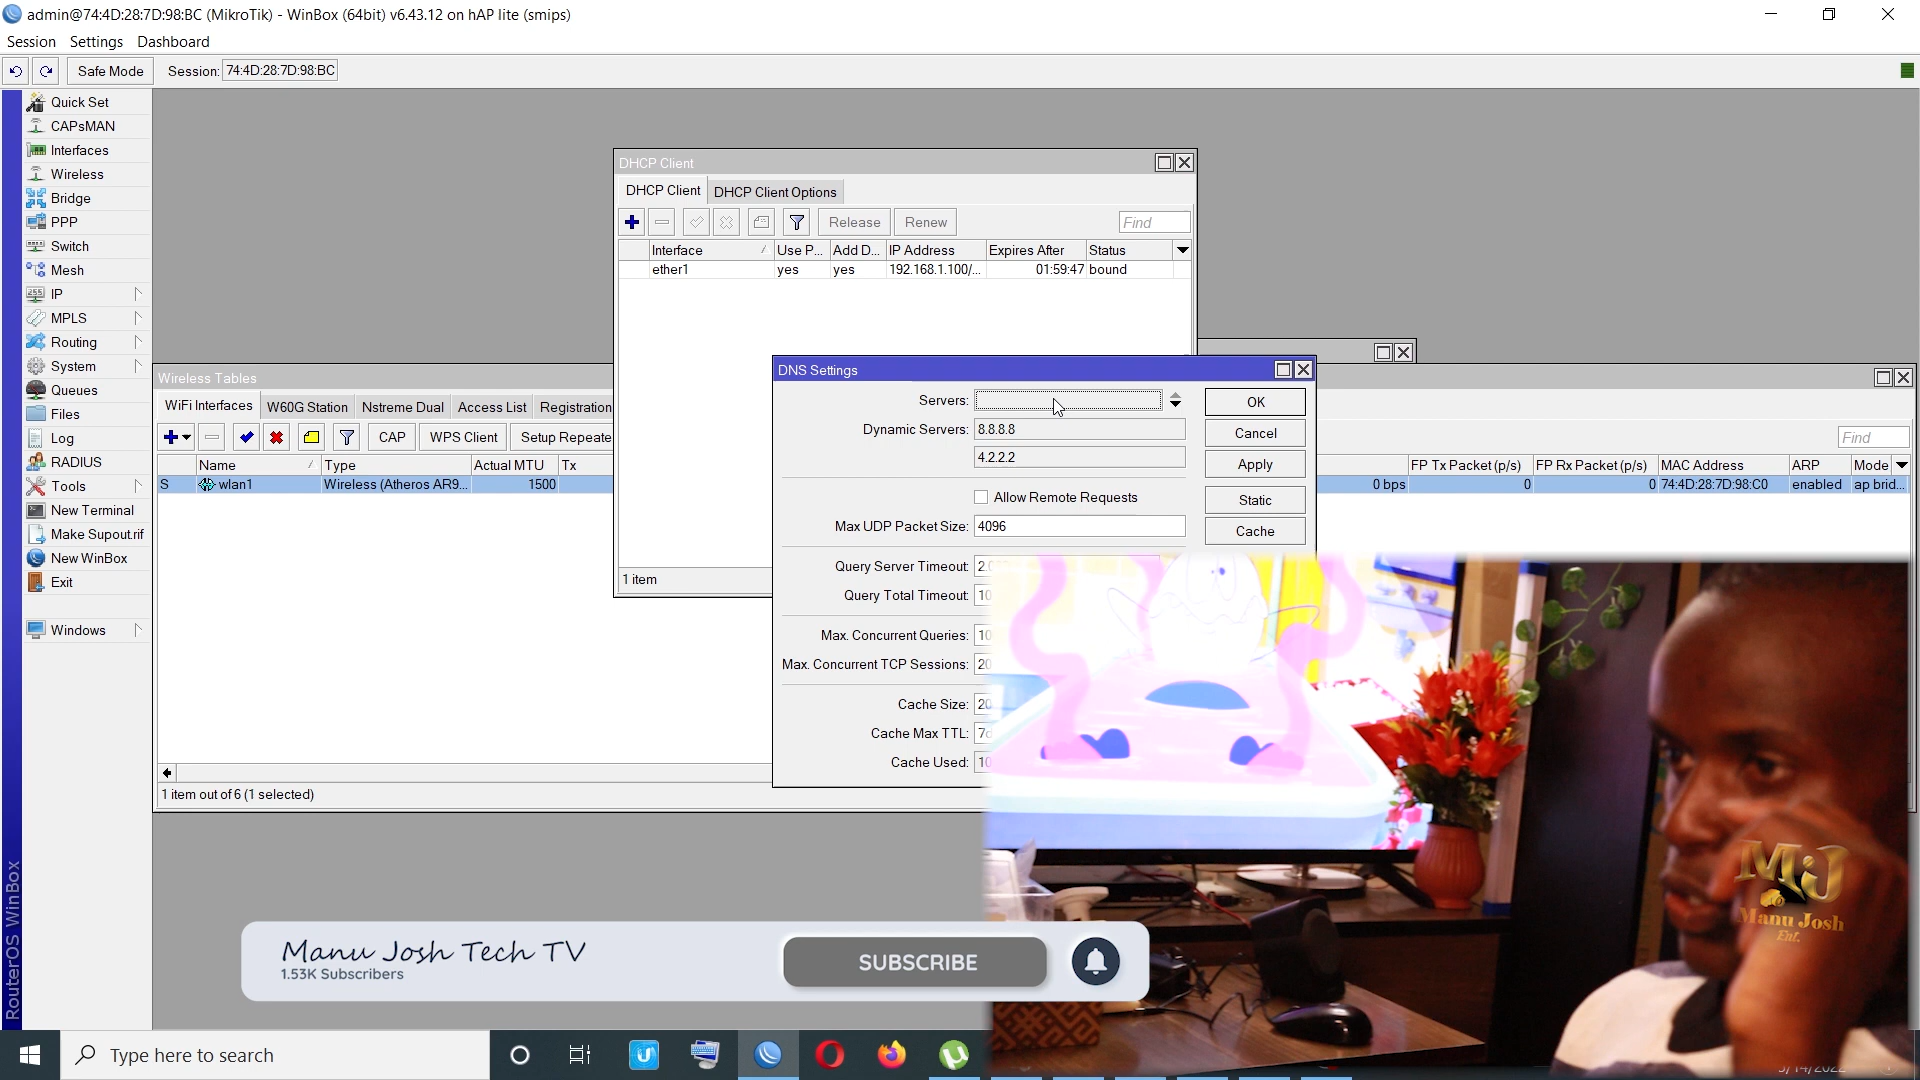 admin@74:4D:28:7D:98:BC (MikroTik) - WinBox (64bit) v6.43.12 on hAP lite (smips)
Session Settings Dashboard
Safe Mode Session: 74:4D:28:7D:98:BC
Quick Set
CAPsMAN
Interfaces
Wireless
Bridge
PPP
Switch
Mesh
IP
MPLS
Routing
System
Queues
Files
Log
RADIUS
Tools
New Terminal
Make Supout.rif
New WinBox
Exit
Windows
RouterOS WinBox
DHCP Client
DHCP Client DHCP Client Options
Release Renew Find
Interface Use P... Add D... IP Address Expires After Status
ether1 yes yes 192.168.1.100/... 01:59:47 bound
1 item
Wireless Tables
WiFi Interfaces W60G Station Nstreme Dual Access List Registration
CAP WPS Client Setup Repeate Find
Name Type Actual MTU Tx FP Tx Packet (p/s) FP Rx Packet (p/s) MAC Address ARP Mode
S wlan1 Wireless (Atheros AR9... 1500 0 bps 0 0 74:4D:28:7D:98:C0 enabled ap brid...
1 item out of 6 (1 selected)
DNS Settings
Servers:
Dynamic Servers: 8.8.8.8
4.2.2.2
Allow Remote Requests
Max UDP Packet Size: 4096
Query Server Timeout: 2.
Query Total Timeout: 10
Max. Concurrent Queries: 10
Max. Concurrent TCP Sessions: 20
Cache Size: 20
Cache Max TTL: 7d
Cache Used: 10
OK
Cancel
Apply
Static
Cache
MJ
Manu Josh
Ent.
Manu Josh Tech TV
1.53K Subscribers
SUBSCRIBE
Type here to search